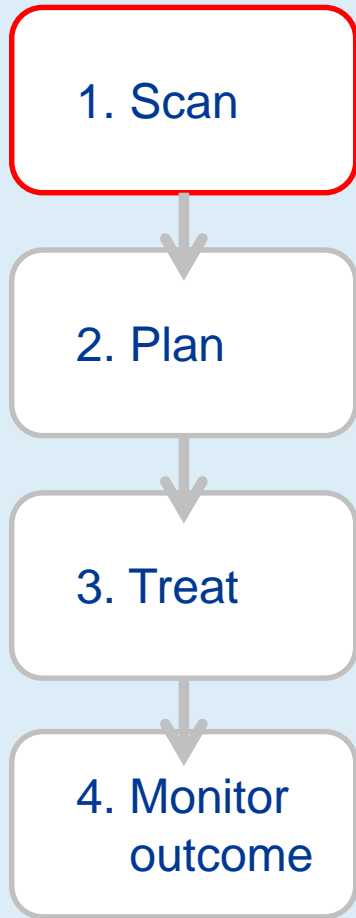 1. Scan
2. Plan
3. Treat
4. Monitor
outcome